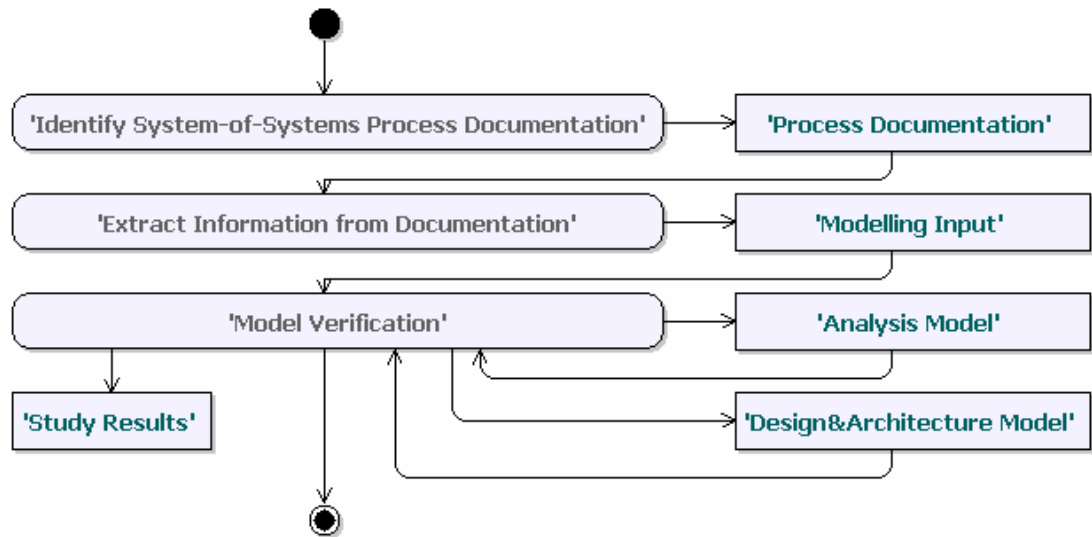 'Identify System-of-Systems Process Documentation'
'Process Documentation'
'Extract Information from Documentation'
'Modelling Input'
'Model Verification'
'Analysis Model'
'Study Results'
'Design&Architecture Model'